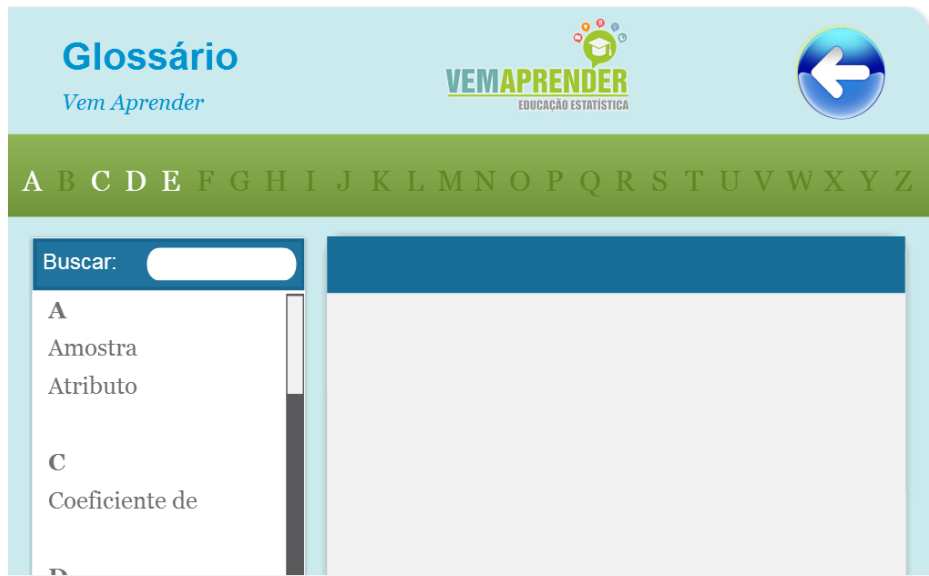 Glossário
Vem Aprender
VEMAPRENDER
EDUCAÇÃO ESTATÍSTICA
A B C D E F G H I J K L M N O P Q R S T U V W X Y Z
Buscar:
A
Amostra
Atributo
C
Coeficiente de
D